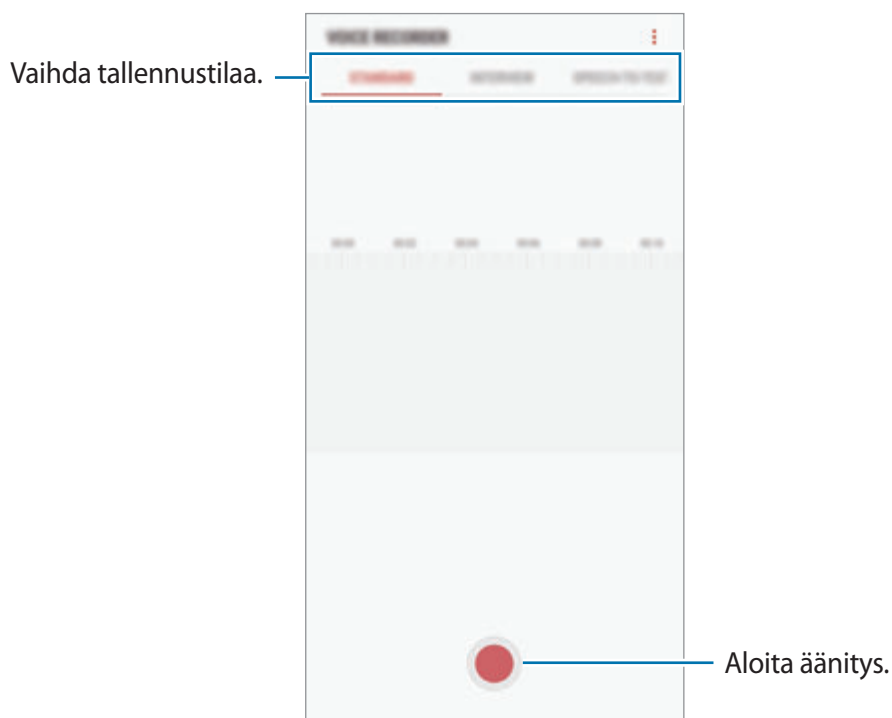 VOICE RECORDER
Vaihda tallennustilaa.
STANDARD INTERVIEW SPEECH-TO-TEXT
Aloita äänitys.